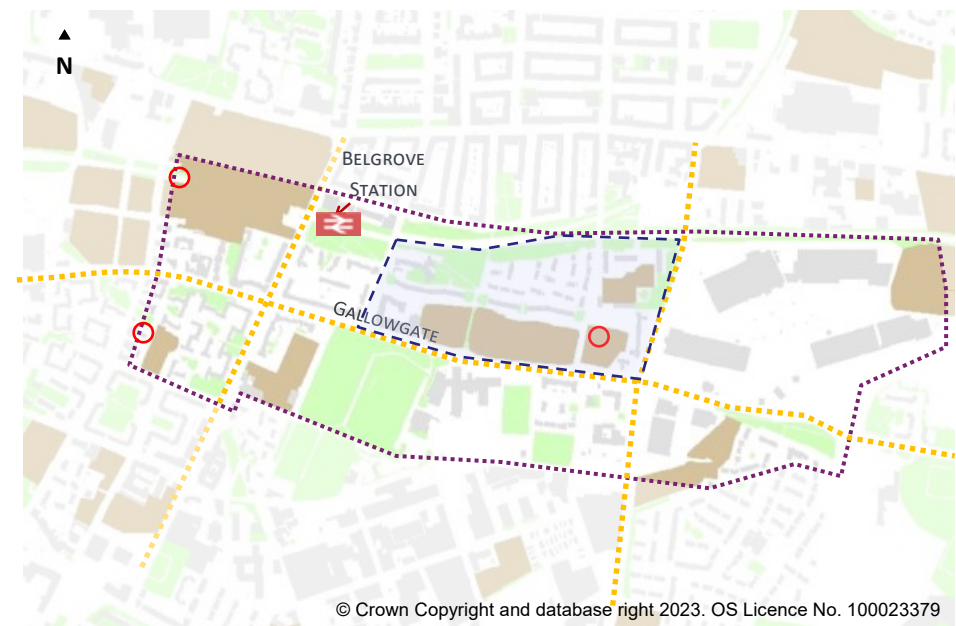 N
BELGROVE
STATION
GALLOWGATE
© Crown Copyright and database right 2023. OS Licence No. 100023379